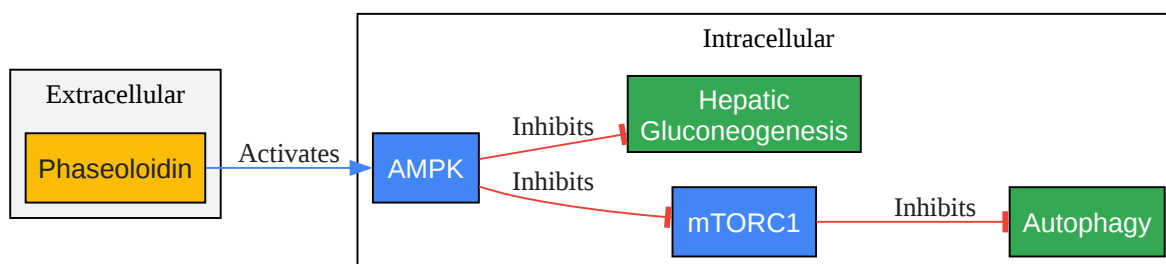 Intracellular
Extracellular
Phaseoloidin
Activates
AMPK
Inhibits
Hepatic
Gluconeogenesis
Inhibits
mTORC1
Inhibits
Autophagy